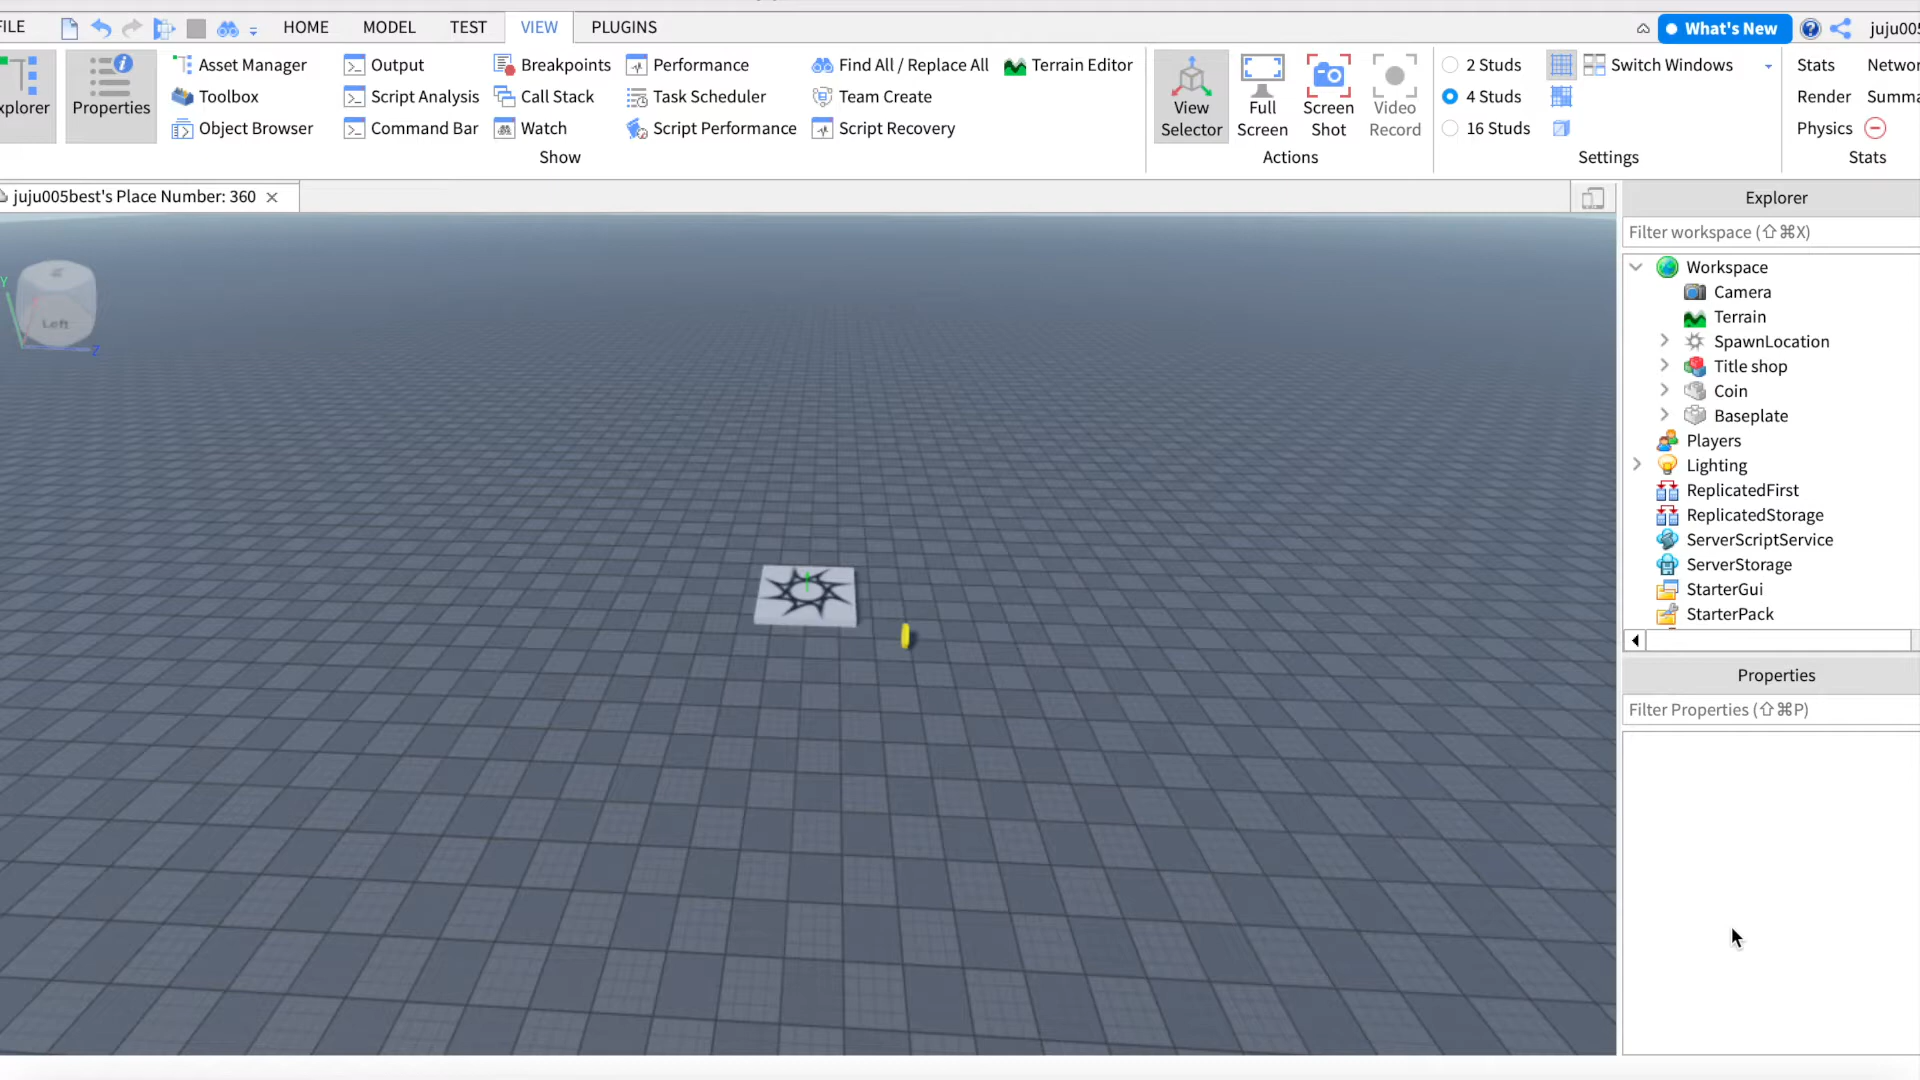 FILE HOME MODEL TEST VIEW PLUGINS What's New juju005
Explorer Properties Asset Manager Output Breakpoints Performance Find All / Replace All Terrain Editor View Selector Full Screen Screen Shot Video Record 2 Studs Switch Windows Stats Networ
Toolbox Script Analysis Call Stack Task Scheduler Team Create 4 Studs Render Summa
Object Browser Command Bar Watch Script Performance Script Recovery 16 Studs Physics
Show Actions Settings Stats
juju005best's Place Number: 360
Explorer
Filter workspace (⇧⌘X)
Workspace
Camera
Terrain
SpawnLocation
Title shop
Coin
Baseplate
Players
Lighting
ReplicatedFirst
ReplicatedStorage
ServerScriptService
ServerStorage
StarterGui
StarterPack
Properties
Filter Properties (⇧⌘P)
Y
Left
Z